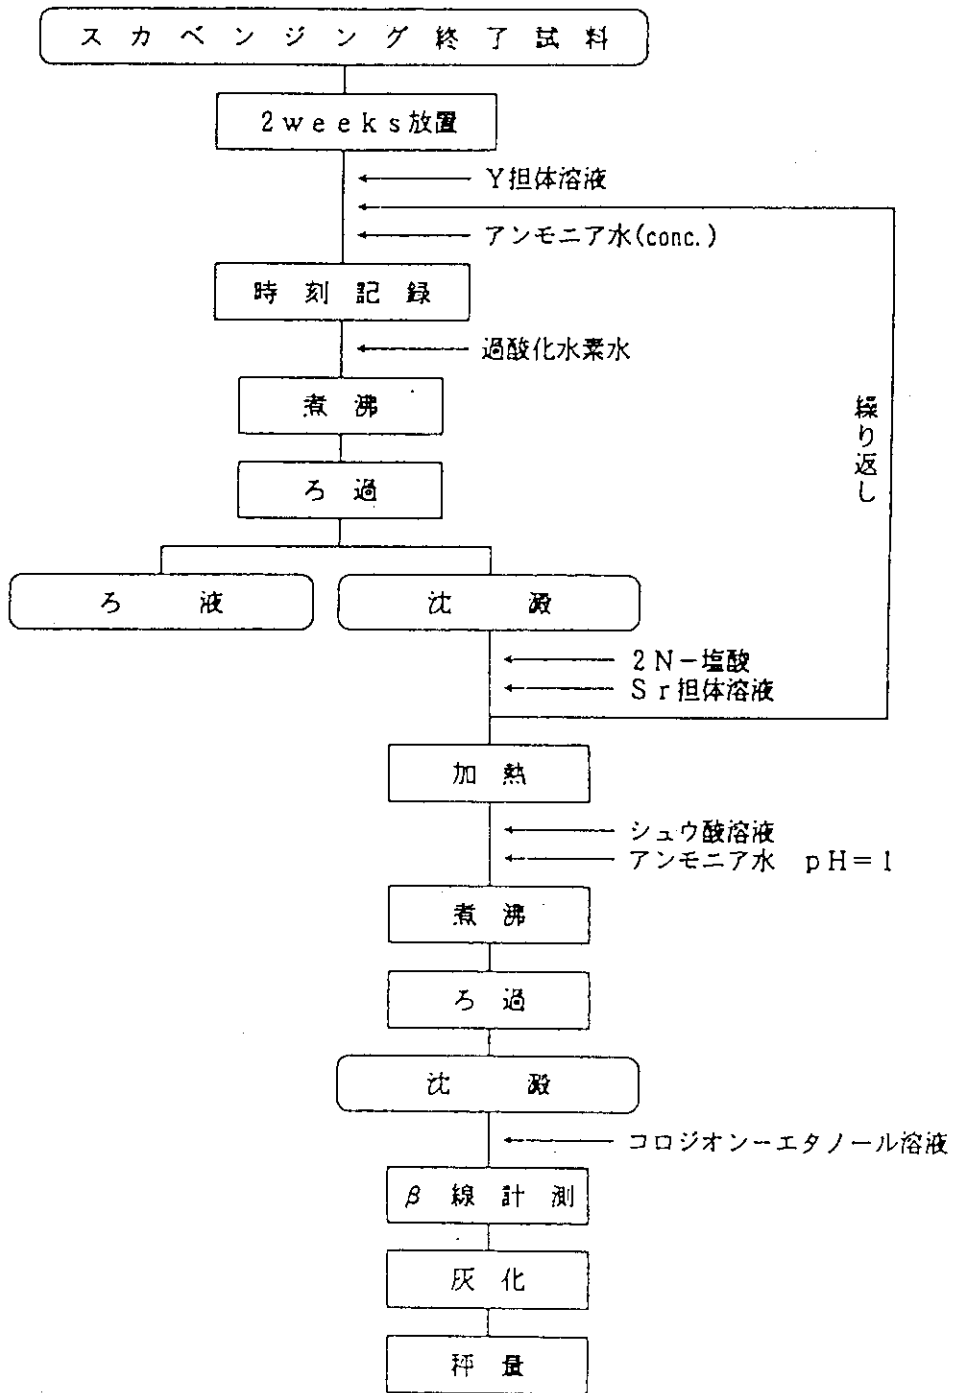 スカベンジング終了試料
2weeks放置
Y担体溶液
アンモニア水(conc.)
時刻記録
過酸化水素水
煮沸
繰り返し
ろ過
ろ液
沈澱
2N-塩酸
Sr担体溶液
加熱
シュウ酸溶液
アンモニア水 pH=1
煮沸
ろ過
沈澱
コロジオン-エタノール溶液
β線計測
灰化
秤量